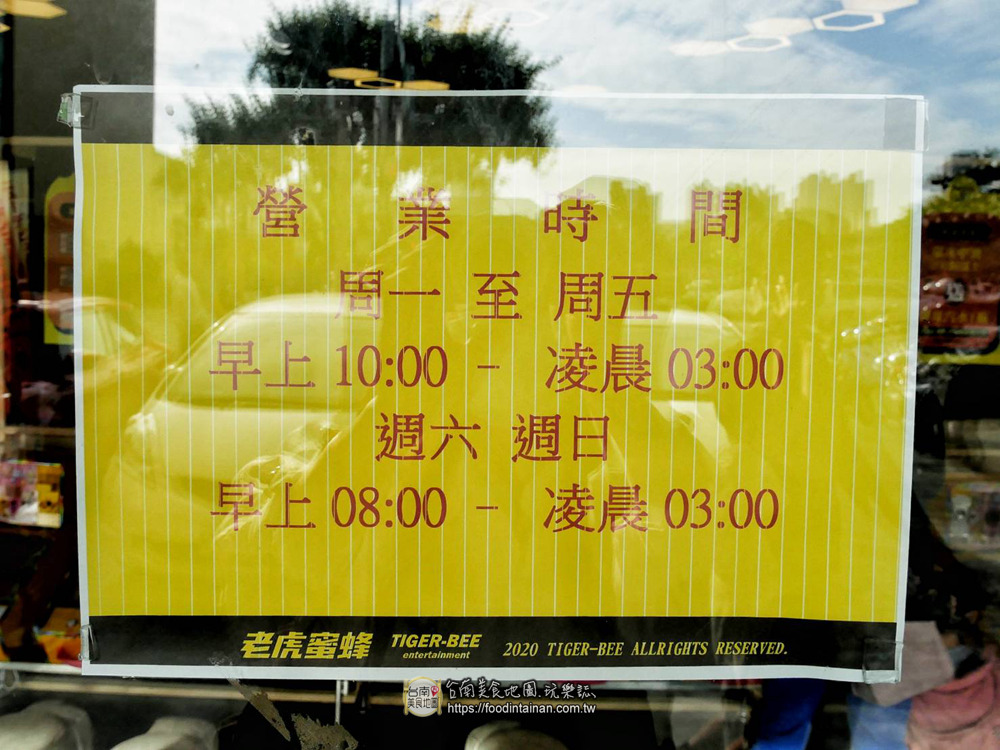 營業時間
周一 至 周五
早上 10:00 - 凌晨 03:00
週六 週日
早上 08:00 - 凌晨 03:00
老虎蜜蜂 TIGER-BEE entertainment 2020 TIGER-BEE ALLRIGHTS RESERVED.
台南美食地圖 台南美食地圖.玩樂誌
https://foodintainan.com.tw